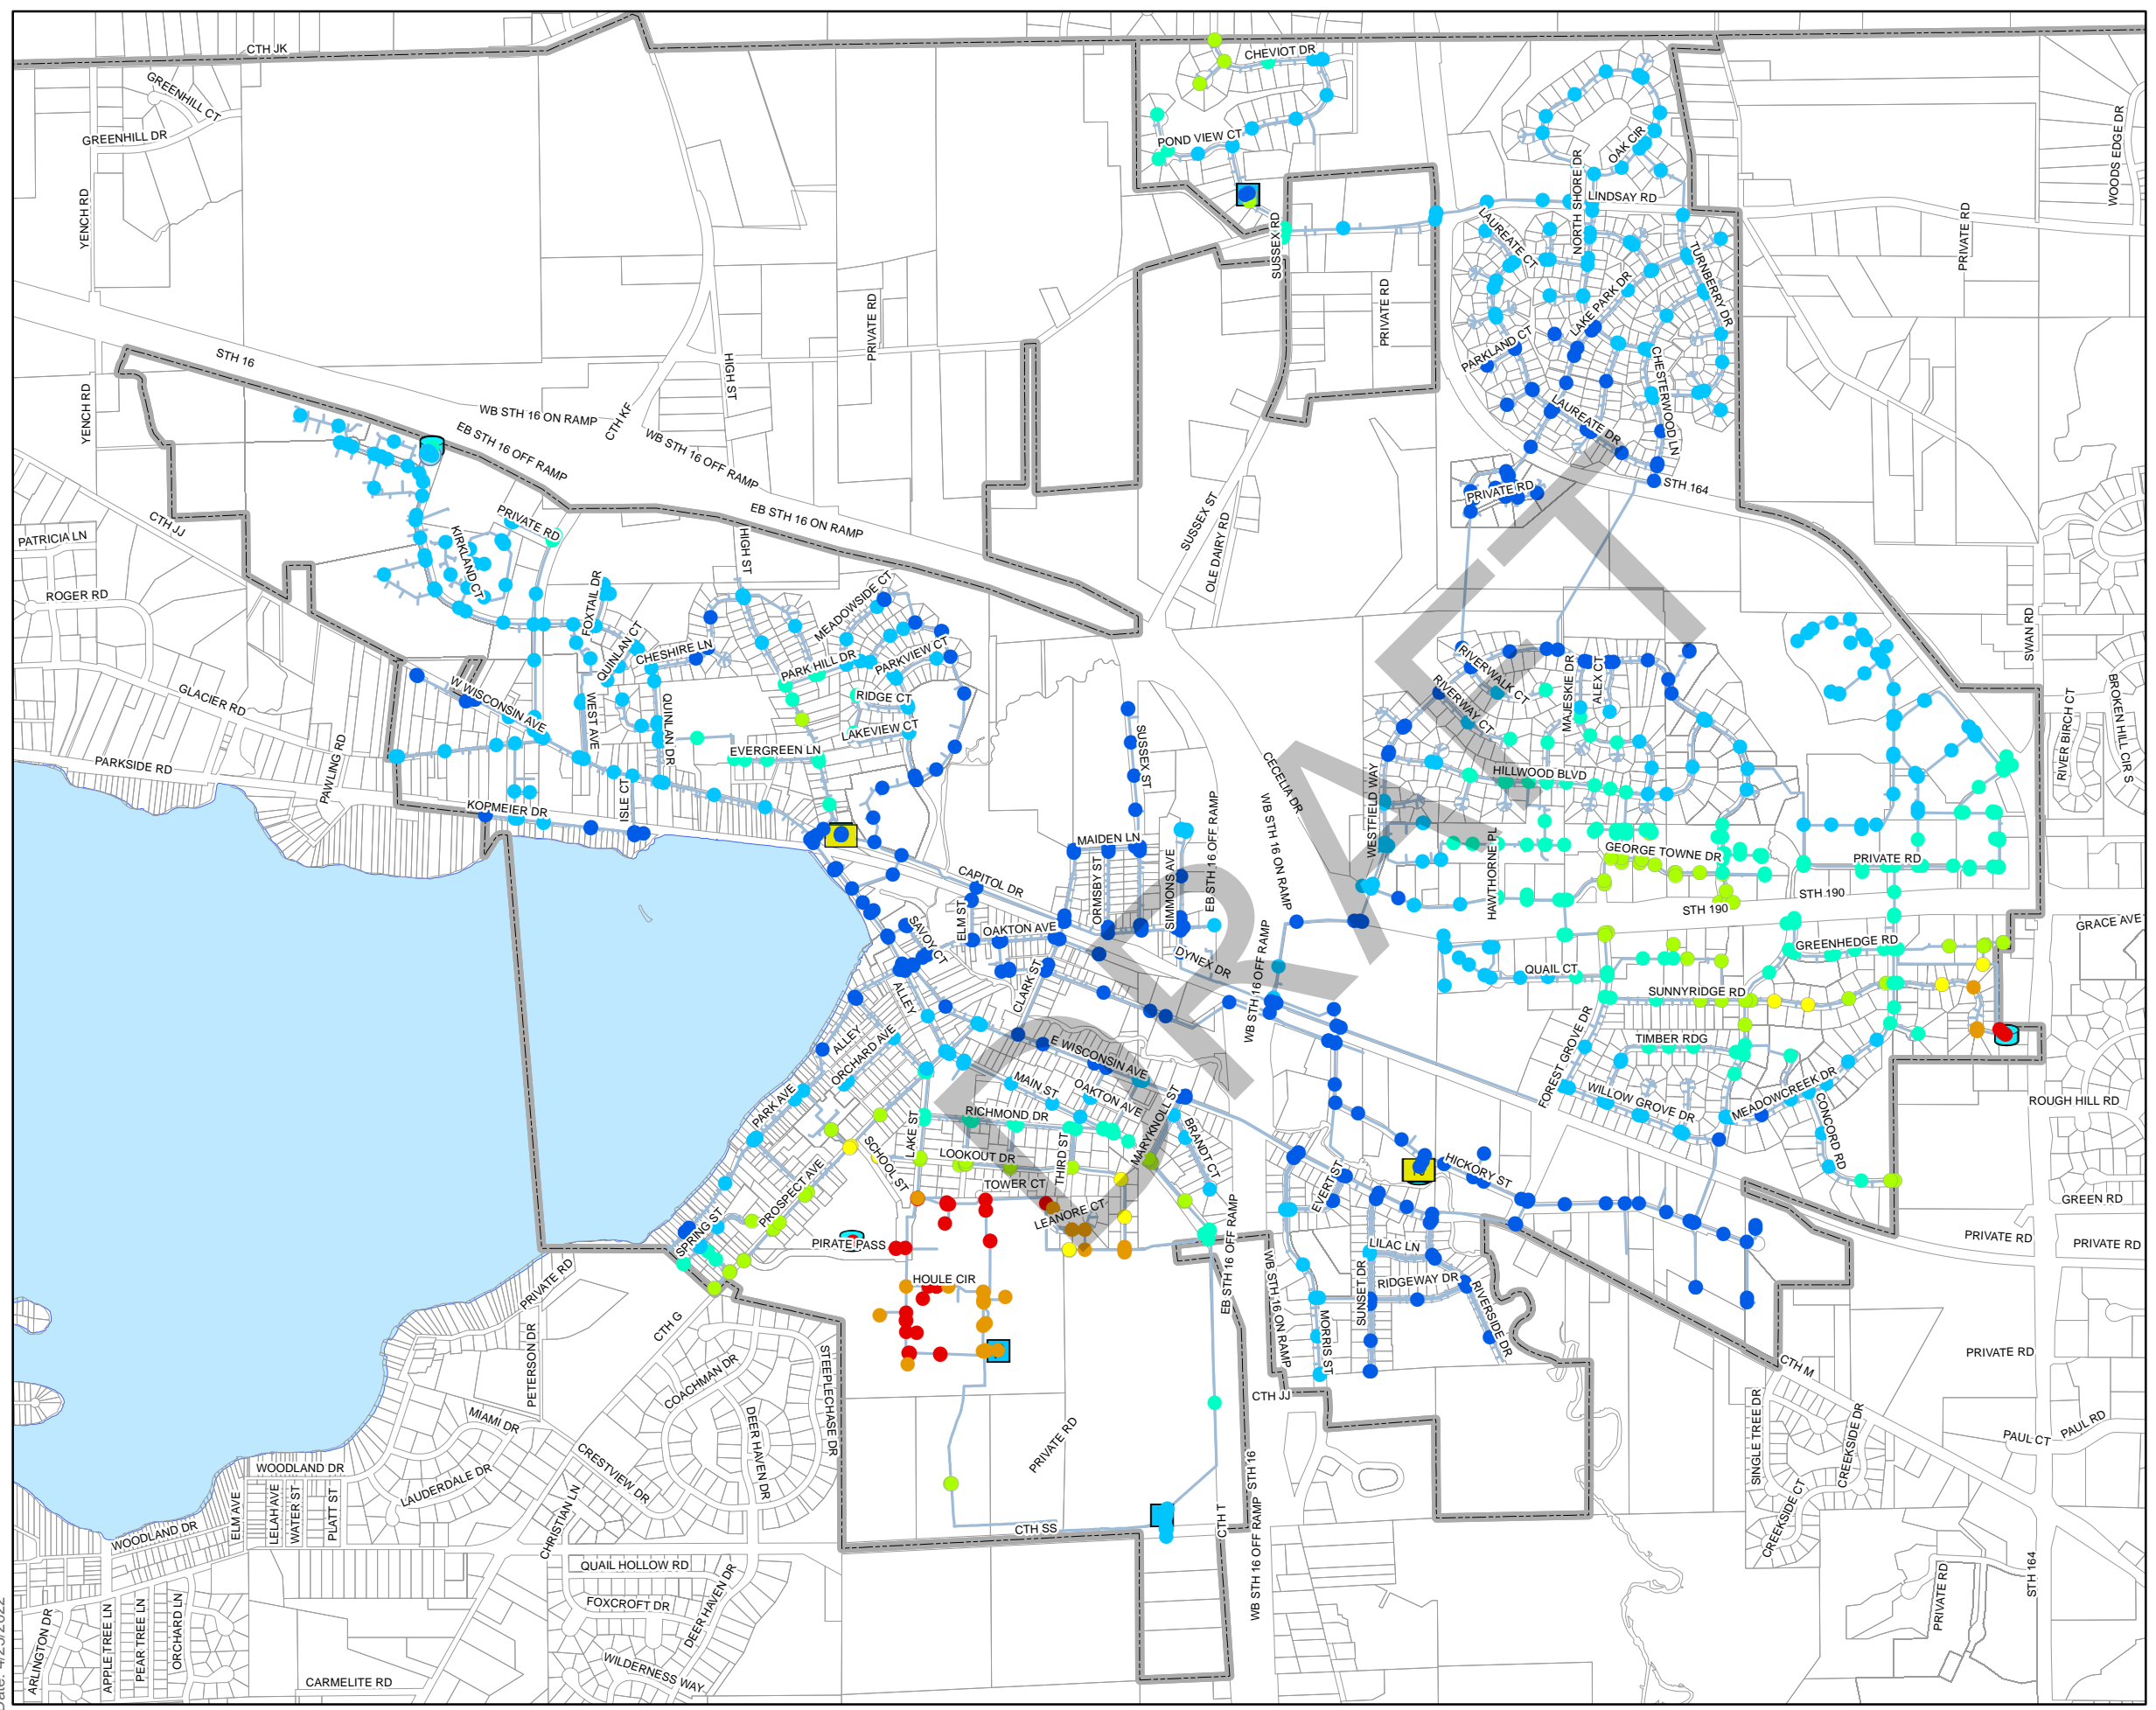 CTH JK
GREENHILL CT
GREENHILL DR
YENCH RD
CHEVIOT DR
POND VIEW CT
OAK CIR
NORTH SHORE DR
LINDSAY RD
WOODS EDGE DR
PRIVATE RD
SUSSEX RD
LAUREATE CT
TURNBERRY DR
LAKE PARK DR
PRIVATE RD
PRIVATE RD
HIGH ST
PARKLAND CT
CHESTERWOOD LN
LAUREATE DR
STH 16
YENCH RD
WB STH 16 ON RAMP
CTH KF
EB STH 16 OFF RAMP
WB STH 16 OFF RAMP
EB STH 16 ON RAMP
PRIVATE RD
STH 164
SUSSEX ST
OLE DAIRY RD
CTH JJ
PATRICIA LN
ROGER RD
PRIVATE RD
KIRKLAND CT
HIGH ST
FOXTAIL DR
QUINLAN CT
CHESHIRE LN
MEADOWSIDE CT
PARK HILL DR
PARKVIEW CT
RIDGE CT
LAKEVIEW CT
EVERGREEN LN
QUINLAN DR
WEST AVE
W WISCONSIN AVE
GLACIER RD
PARKSIDE RD
PAWLING RD
KOPMEIER DR
ISLE CT
SUSSEX ST
RIVERWALK CT
RIVERWAY CT
MAJESKIE DR
ALEX CT
SWAN RD
RIVER BIRCH CT
BROKEN HILL CIR S
HILLWOOD BLVD
WESTFIELD WAY
CECELIA DR
WB STH 16 ON RAMP
EB STH 16 OFF RAMP
MAIDEN LN
ORMSBY ST
SIMMONS AVE
CAPITOL DR
ELM ST
OAKTON AVE
HAWTHORNE PL
GEORGE TOWNE DR
PRIVATE RD
STH 190
STH 190
GRACE AVE
SAVOY CT
CLARK ST
DYNEX DR
WB STH 16 OFF RAMP
QUAIL CT
GREENHEDGE RD
SUNNYRIDGE RD
TIMBER RDG
FOREST GROVE DR
WILLOW GROVE DR
MEADOWCREEK DR
CONCORD RD
ROUGH HILL RD
ALLEY
ALLEY
ORCHARD AVE
PARK AVE
E WISCONSIN AVE
MAIN ST
OAKTON AVE
RICHMOND DR
LAKE ST
SCHOOL ST
LOOKOUT DR
THIRD ST
MARYKNOLL ST
BRANDT CT
TOWER CT
LEANORE CT
PROSPECT AVE
SPRING ST
PIRATE PASS
HOULE CIR
EVERT ST
HICKORY ST
LILAC LN
RIDGEWAY DR
SUNSET DR
RIVERSIDE DR
MORRIS ST
EB STH 16 OFF RAMP
WB STH 16 ON RAMP
GREEN RD
PRIVATE RD
PRIVATE RD
PRIVATE RD
CTH M
CTH JJ
PRIVATE RD
PETERSON DR
CTH G
COACHMAN DR
STEEPLECHASE DR
DEER HAVEN DR
MIAMI DR
CRESTVIEW DR
LAUDERDALE DR
WOODLAND DR
WOODLAND DR
ELM AVE
LELAH AVE
WATER ST
PLATT ST
CHRISTIAN LN
PRIVATE RD
CTH SS
CTH T
STH 16
WB STH 16 OFF RAMP
SINGLE TREE DR
CREEKSIDE DR
CREEKSIDE CT
PAUL CT
PAUL RD
PRIVATE RD
STH 164
QUAIL HOLLOW RD
FOXCROFT DR
DEER HAVEN DR
WILDERNESS WAY
CARMELITE RD
ARLINGTON DR
APPLE TREE LN
PEAR TREE LN
ORCHARD LN
DRAFT
Date: 4/25/2022